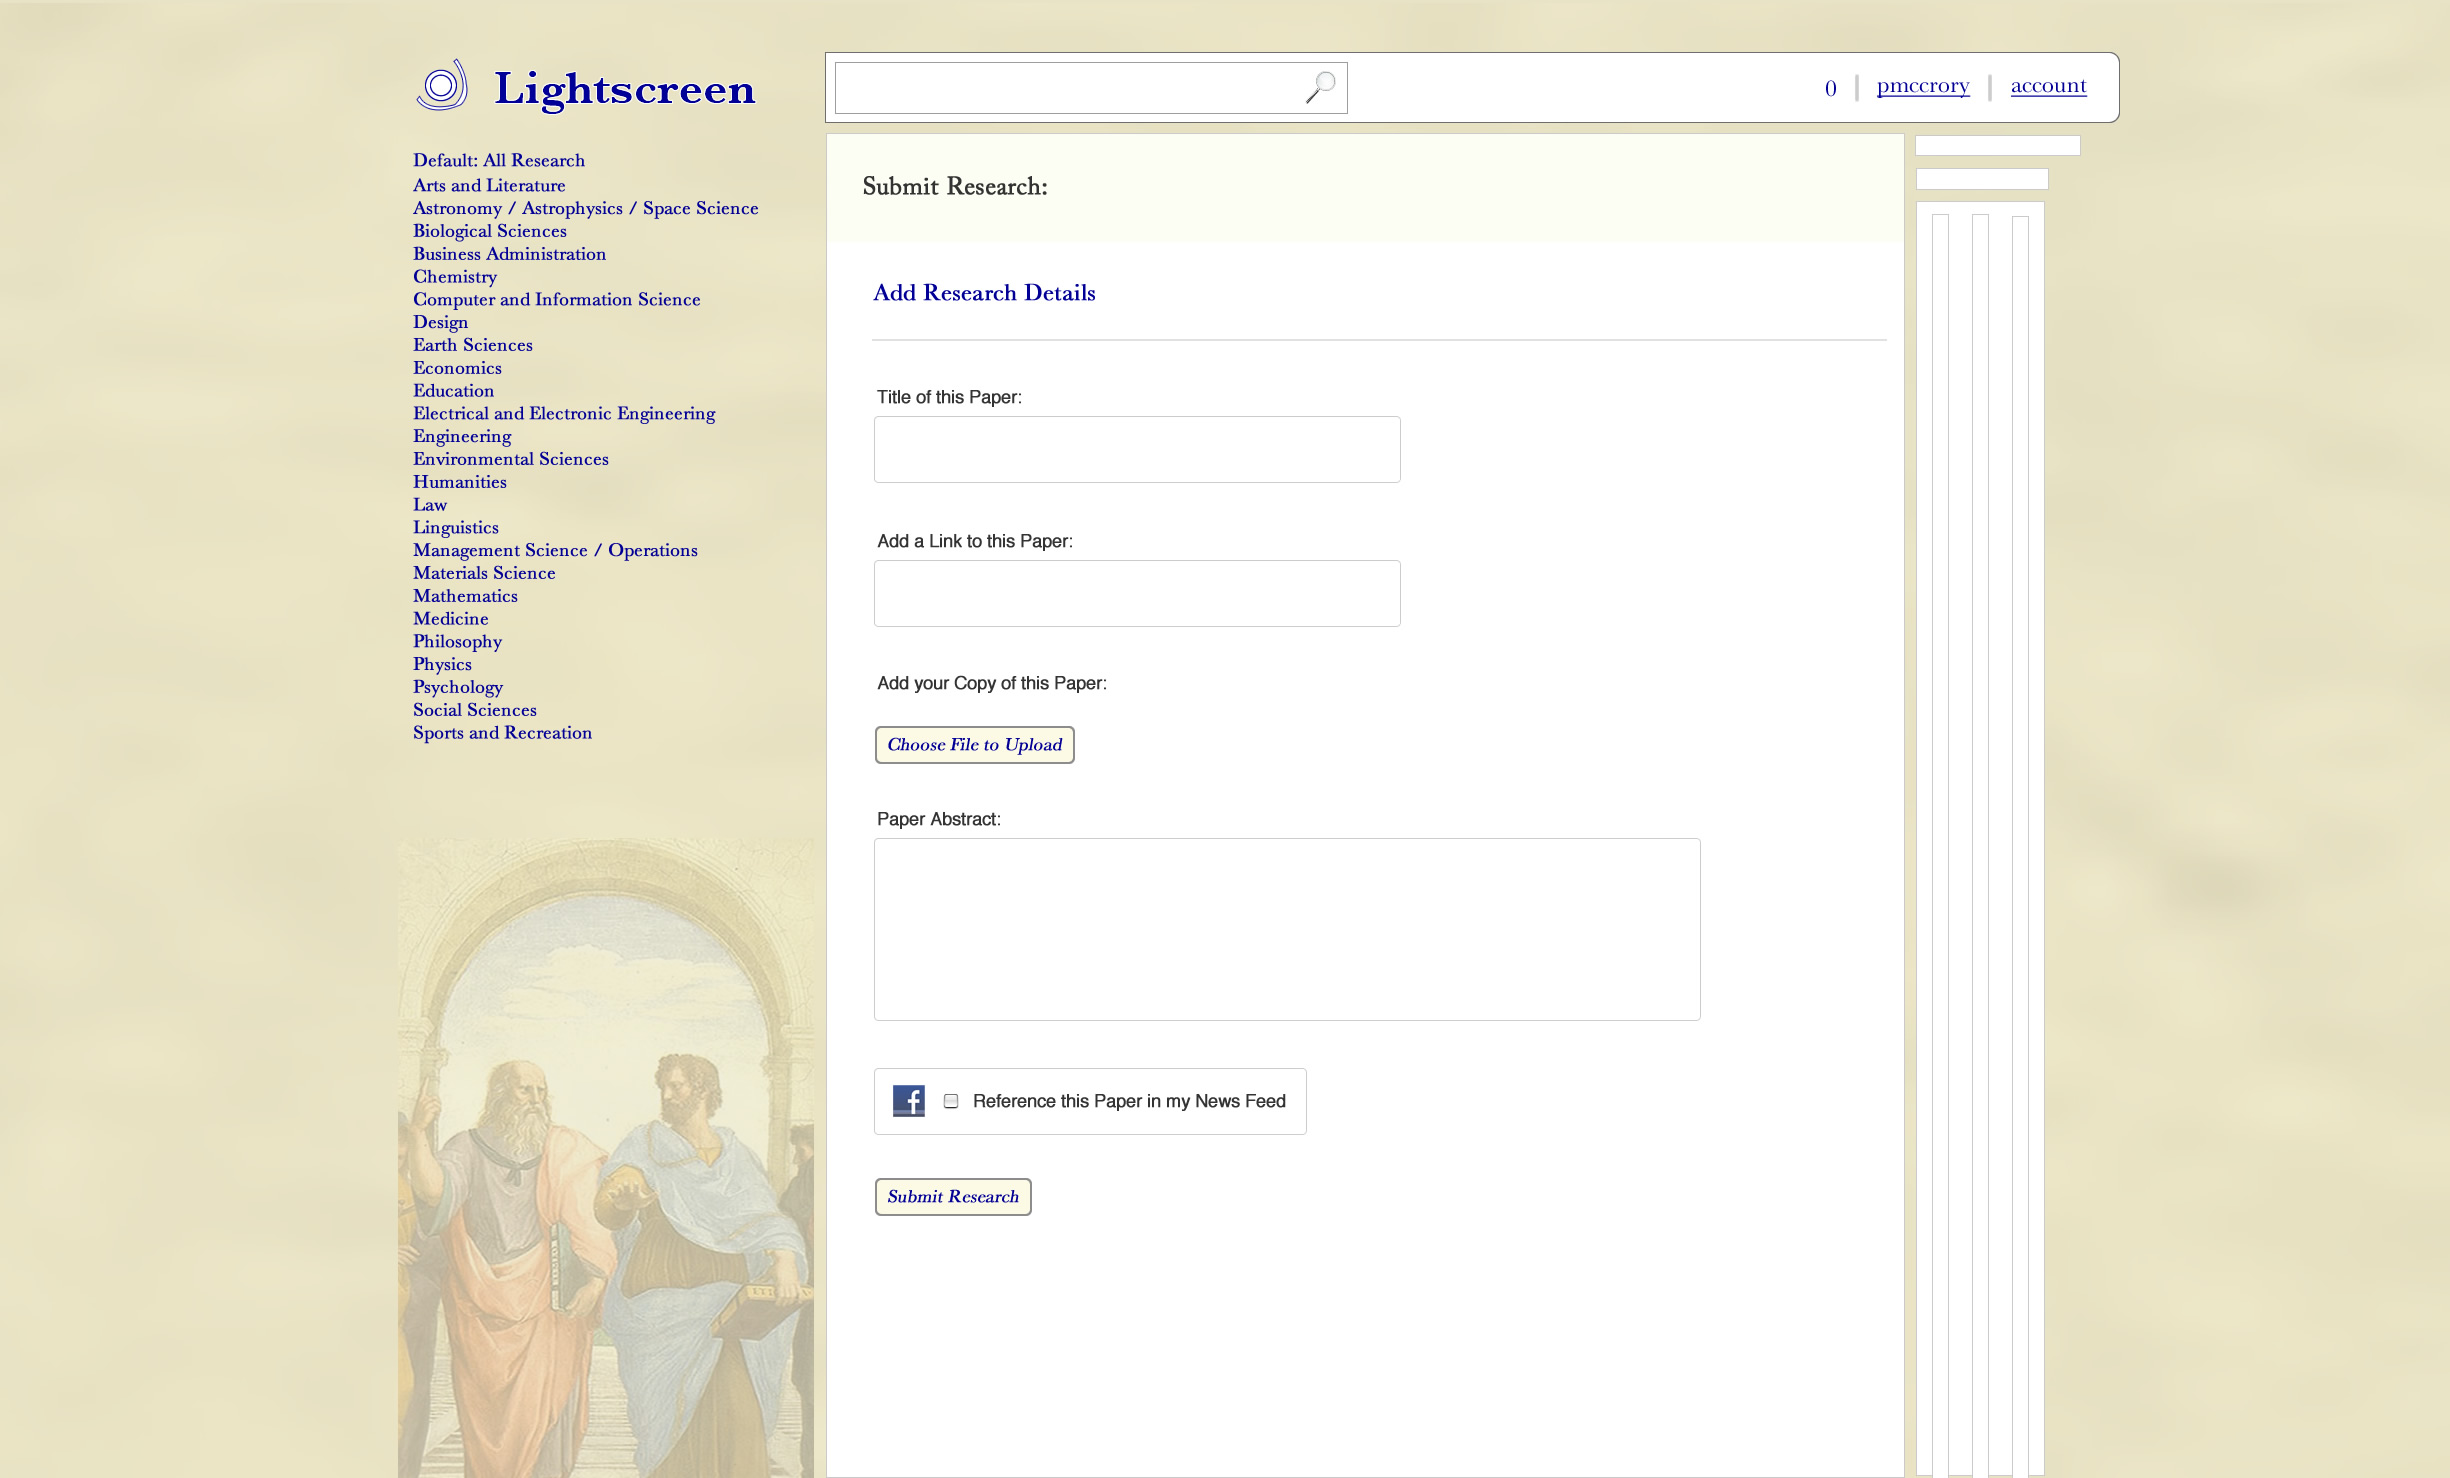 Lightscreen
0 | pmccrory | account
Default: All Research
Arts and Literature
Astronomy / Astrophysics / Space Science
Biological Sciences
Business Administration
Chemistry
Computer and Information Science
Design
Earth Sciences
Economics
Education
Electrical and Electronic Engineering
Engineering
Environmental Sciences
Humanities
Law
Linguistics
Management Science / Operations
Materials Science
Mathematics
Medicine
Philosophy
Physics
Psychology
Social Sciences
Sports and Recreation
Submit Research:
Add Research Details
Title of this Paper:
Add a Link to this Paper:
Add your Copy of this Paper:
Choose File to Upload
Paper Abstract:
f Reference this Paper in my News Feed
Submit Research